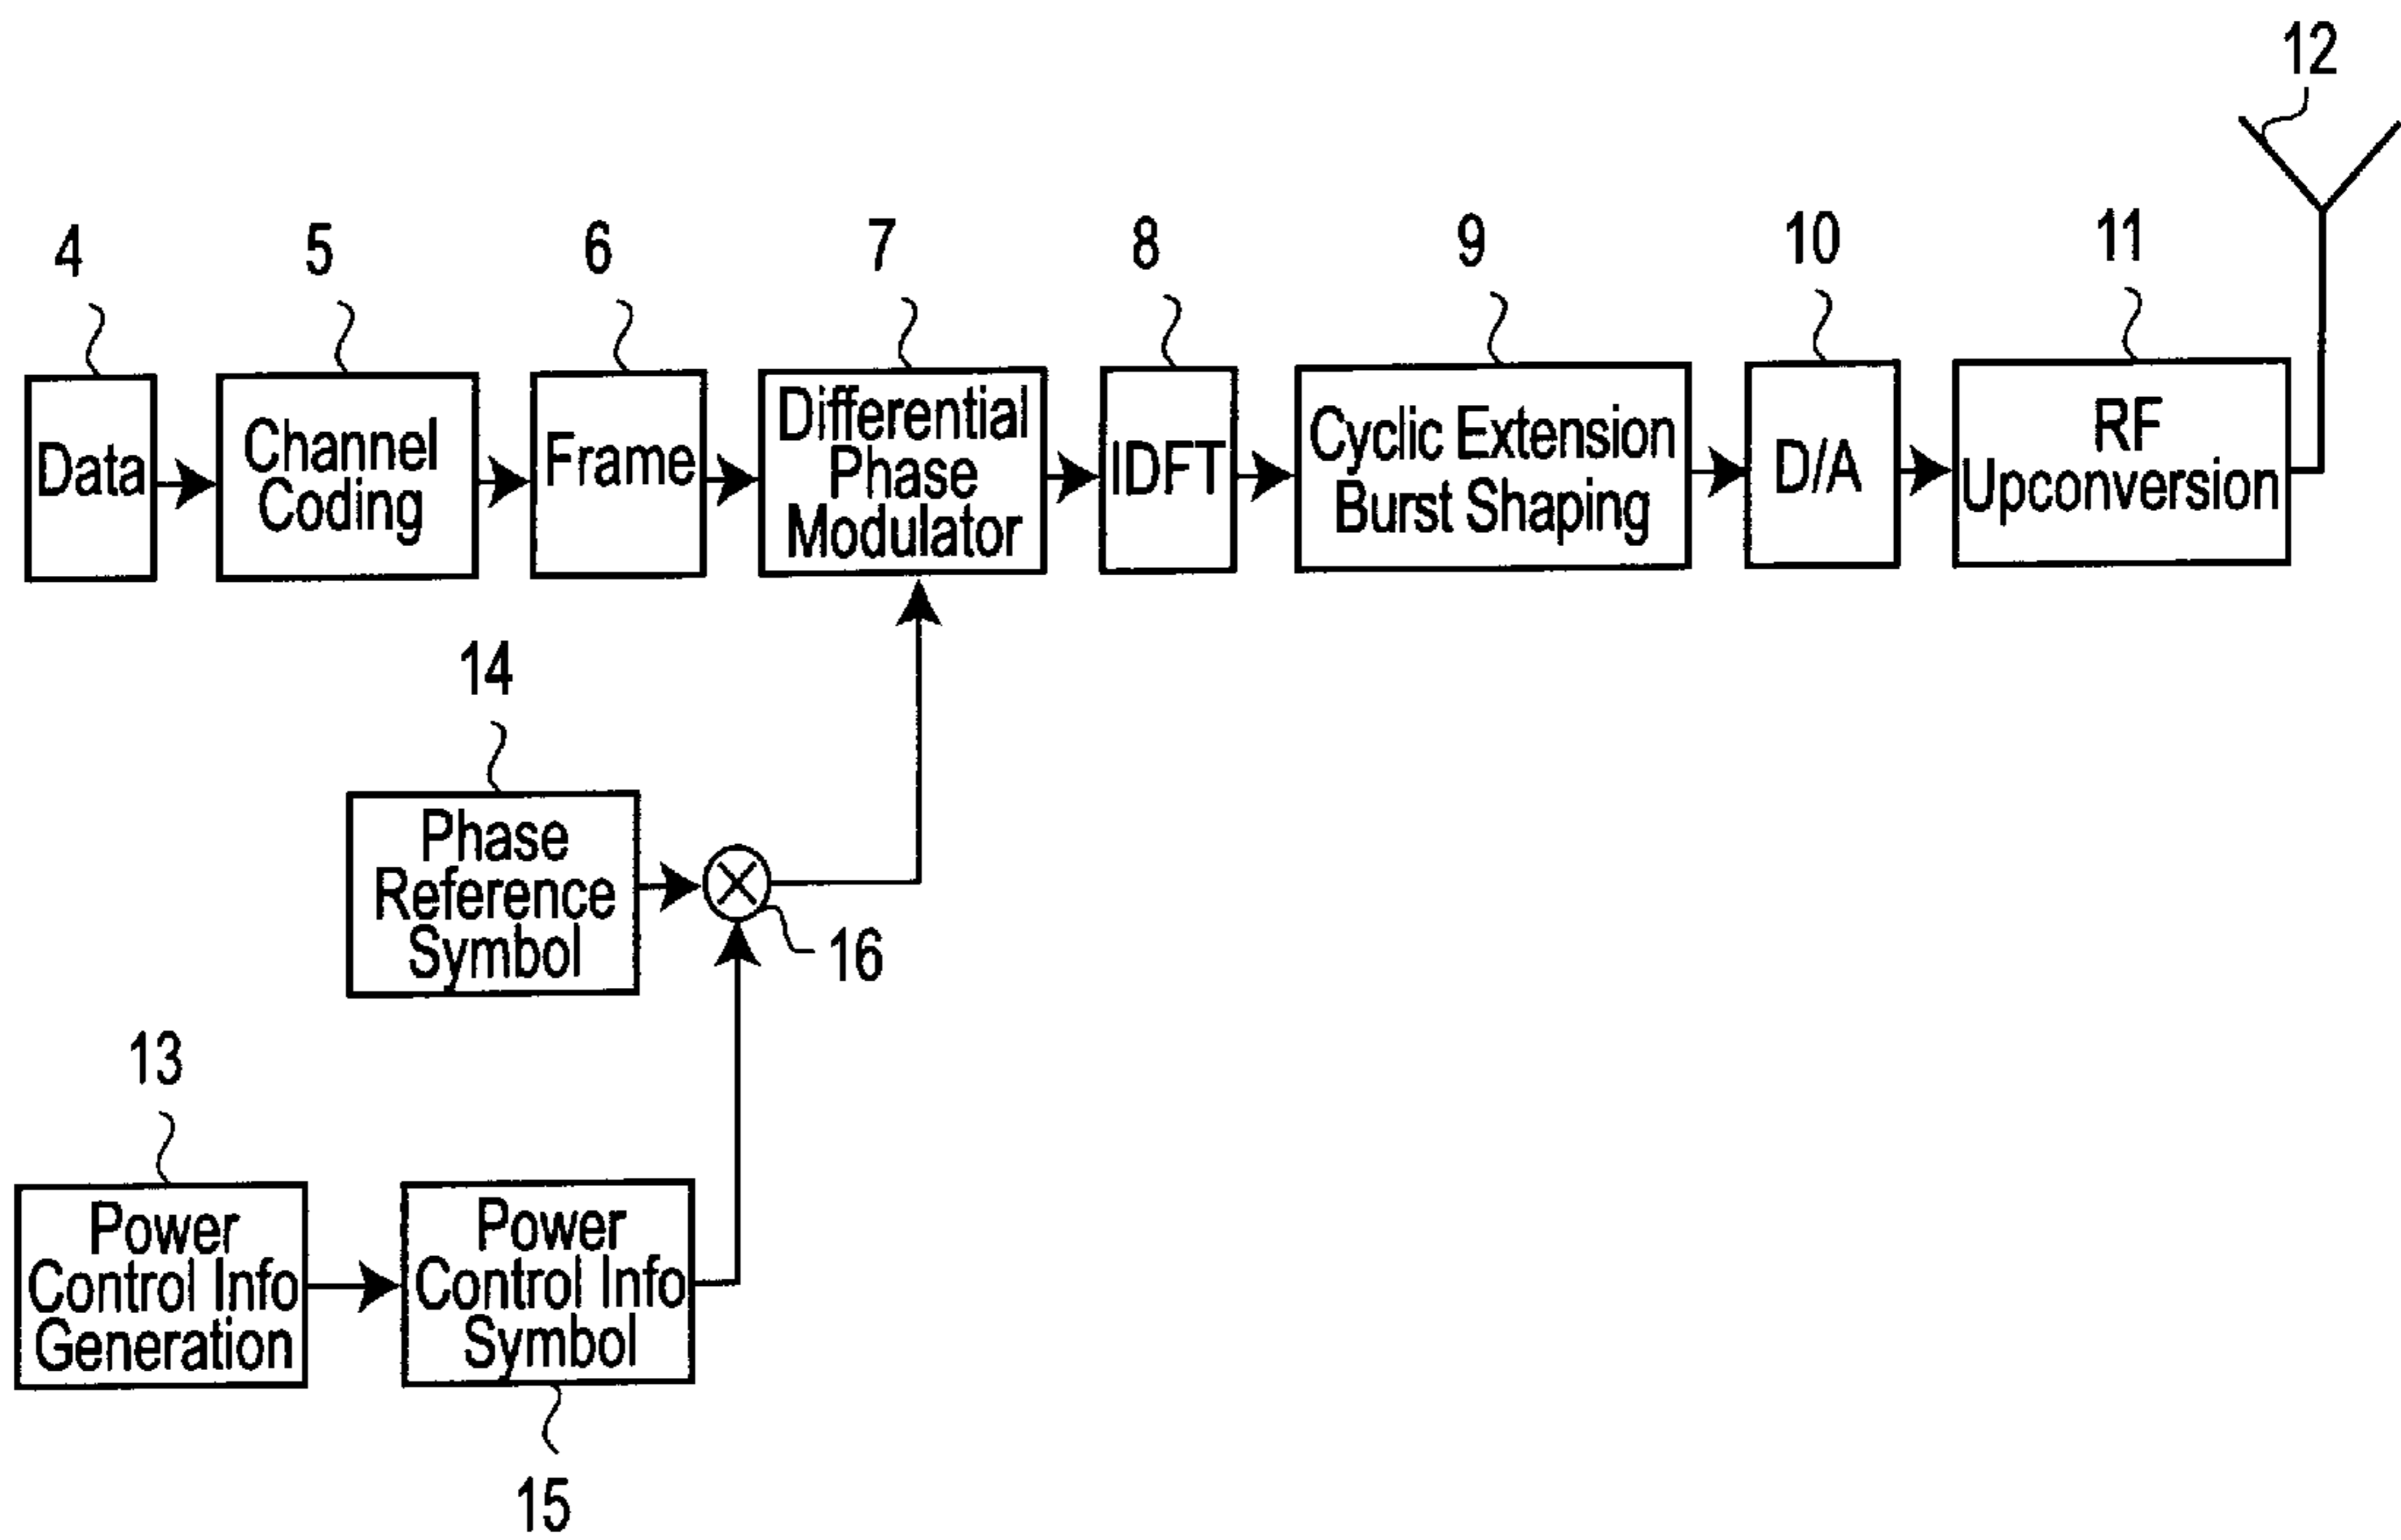 12
4
5
6
7
8
9
10
11
Data
Channel
Coding
Frame
Differential
Phase
Modulator
IDFT
Cyclic Extension
Burst Shaping
D/A
RF
Upconversion
14
Phase
Reference
Symbol
16
13
Power
Control Info
Generation
Power
Control Info
Symbol
15